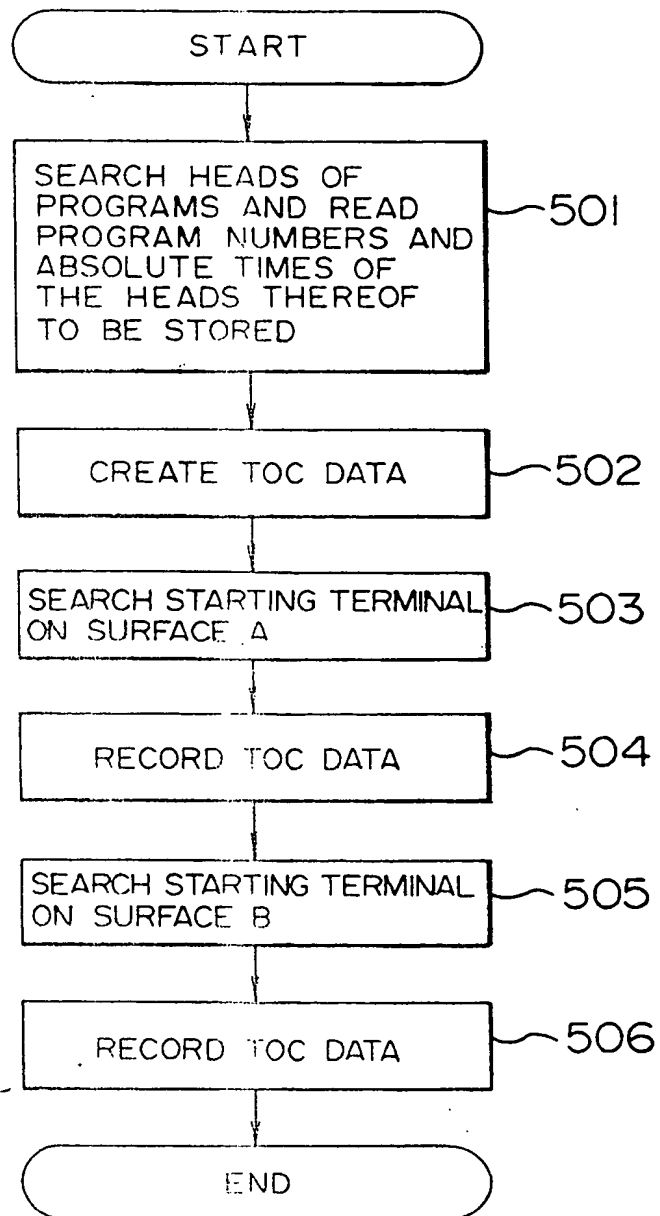 START
SEARCH HEADS OF
PROGRAMS AND READ
PROGRAM NUMBERS AND
ABSOLUTE TIMES OF
THE HEADS THEREOF
TO BE STORED
501
CREATE TOC DATA
502
SEARCH STARTING TERMINAL
ON SURFACE A
503
RECORD TOC DATA
504
SEARCH STARTING TERMINAL
ON SURFACE B
505
RECORD TOC DATA
506
END